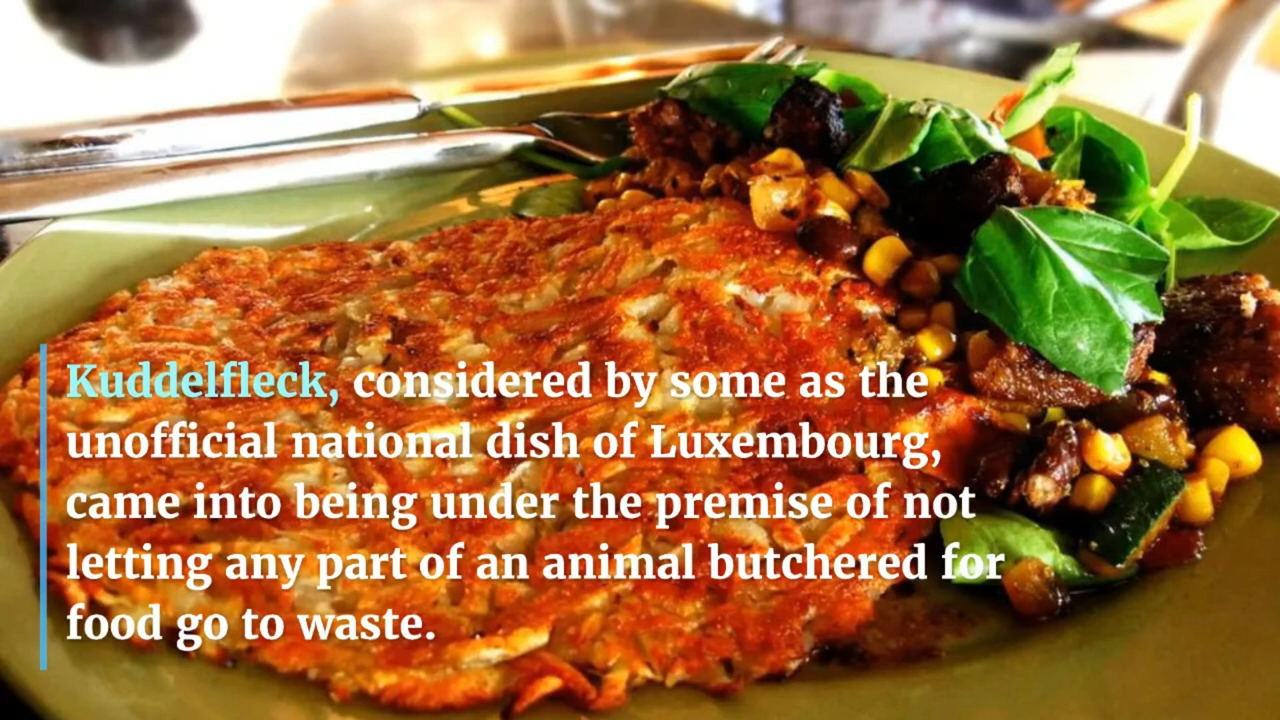 Kuddelfleck, considered by some as the
unofficial national dish of Luxembourg,
came into being under the premise of not
letting any part of an animal butchered for
food go to waste.